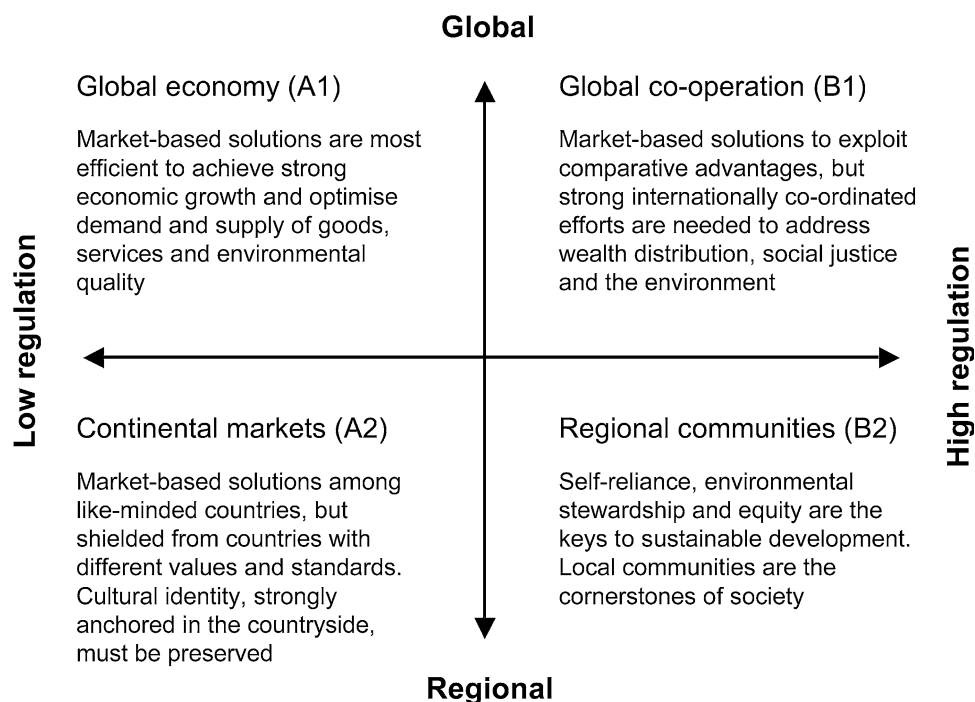 Global
Global economy (A1)
Market-based solutions are most
efficient to achieve strong
economic growth and optimise
demand and supply of goods,
services and environmental
quality
Global co-operation (B1)
Market-based solutions to exploit
comparative advantages, but
strong internationally co-ordinated
efforts are needed to address
wealth distribution, social justice
and the environment
Low regulation
High regulation
Continental markets (A2)
Market-based solutions among
like-minded countries, but
shielded from countries with
different values and standards.
Cultural identity, strongly
anchored in the countryside,
must be preserved
Regional communities (B2)
Self-reliance, environmental
stewardship and equity are the
keys to sustainable development.
Local communities are the
cornerstones of society
Regional